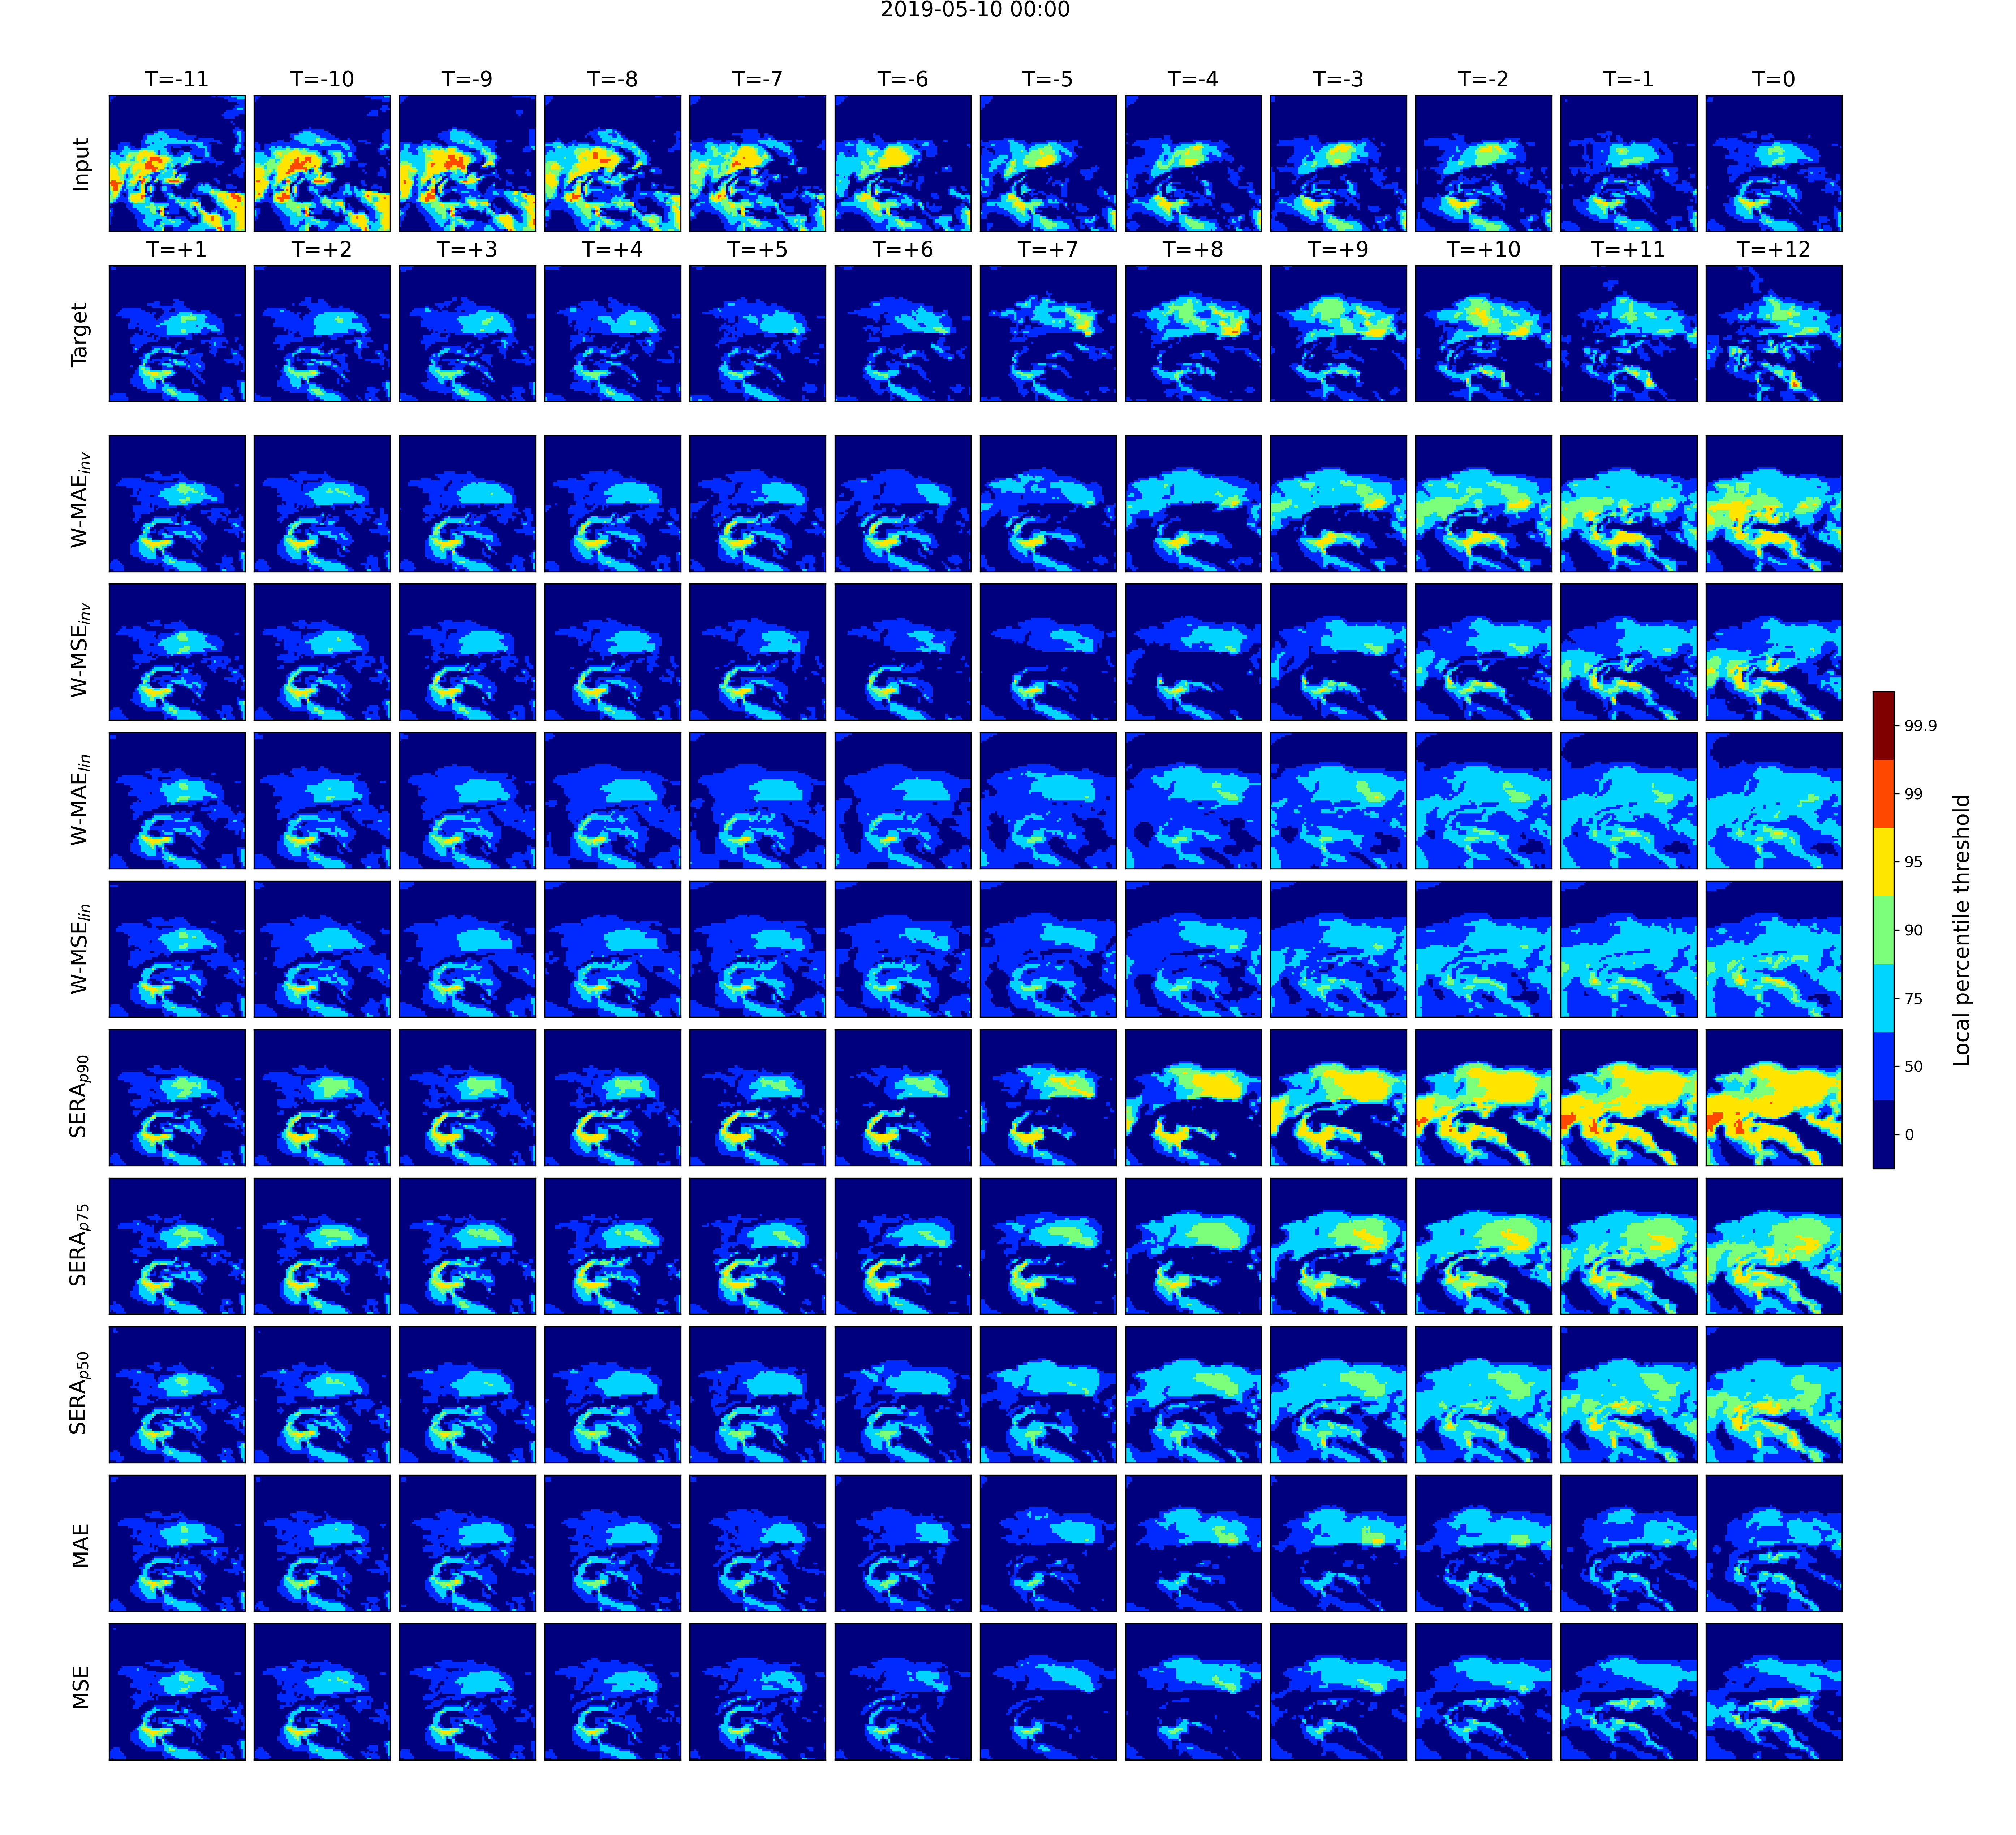 2019-05-10 00:00
T=-11 T=-10 T=-9 T=-8 T=-7 T=-6 T=-5 T=-4 T=-3 T=-2 T=-1 T=0
Input
T=+1 T=+2 T=+3 T=+4 T=+5 T=+6 T=+7 T=+8 T=+9 T=+10 T=+11 T=+12
Target
W-MAEinv
W-MSEinv
W-MAElin
W-MSElin
SERAp90
SERAp75
SERAp50
MAE
MSE
99.9
99
95
90
75
50
0
Local percentile threshold